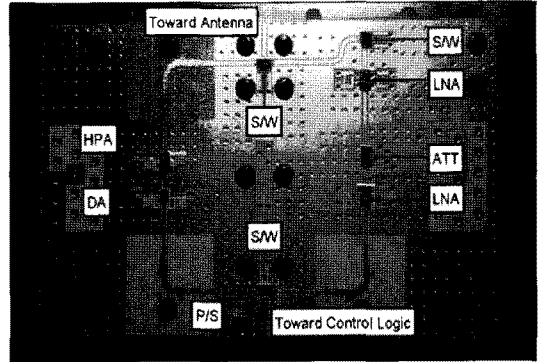 Toward Antenna
S/W
LNA
S/W
HPA
ATT
DA
LNA
S/W
P/S
Toward Control Logic